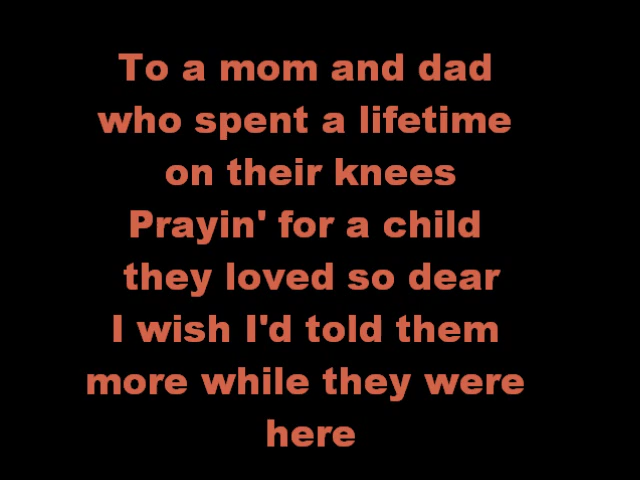 To a mom and dad
who spent a lifetime
on their knees
Prayin' for a child
they loved so dear
I wish I'd told them
more while they were
here